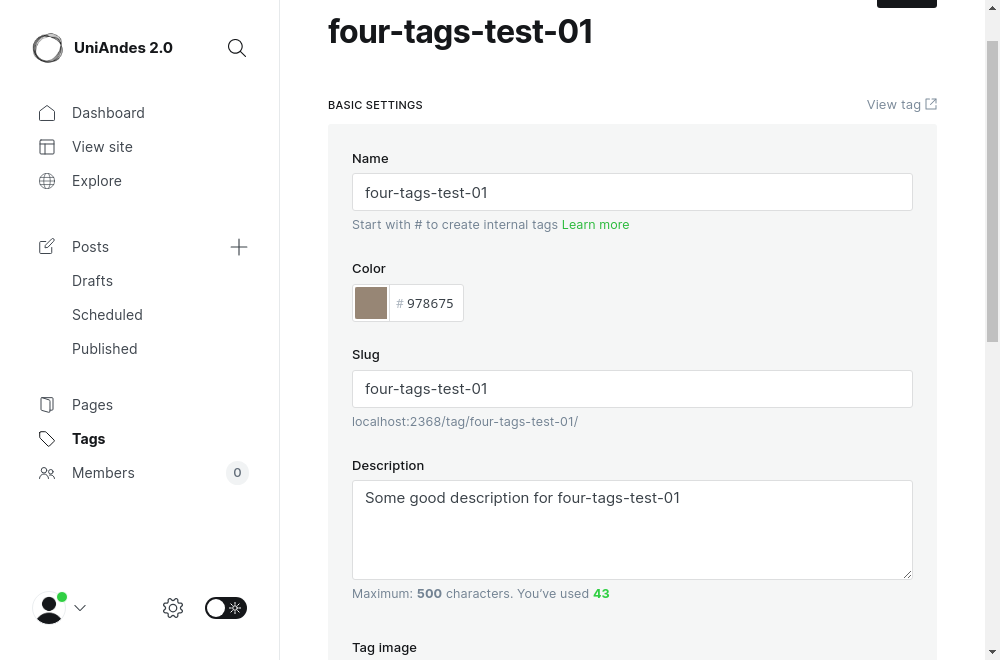 UniAndes 2.0
Dashboard
View site
Explore
Posts
Drafts
Scheduled
Published
Pages
Tags
Members
0
four-tags-test-01
BASIC SETTINGS
View tag
Name
four-tags-test-01
Start with # to create internal tags Learn more
Color
# 978675
Slug
four-tags-test-01
localhost:2368/tag/four-tags-test-01/
Description
Some good description for four-tags-test-01
Maximum: 500 characters. You’ve used 43
Tag image